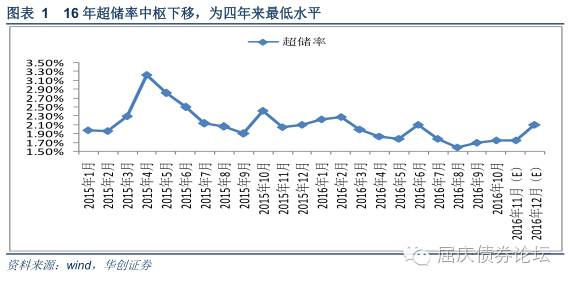 图表 1 16 年超储率中枢下移，为四年来最低水平
超储率
3.50%
3.30%
3.10%
2.90%
2.70%
2.50%
2.30%
2.10%
1.90%
1.70%
1.50%
2015年1月
2015年2月
2015年3月
2015年4月
2015年5月
2015年6月
2015年7月
2015年8月
2015年9月
2015年10月
2015年11月
2015年12月
2016年1月
2016年2月
2016年3月
2016年4月
2016年5月
2016年6月
2016年7月
2016年8月
2016年9月
2016年10月
2016年11月（E）
2016年12月（E）
屈庆债券论坛
资料来源：wind，华创证券